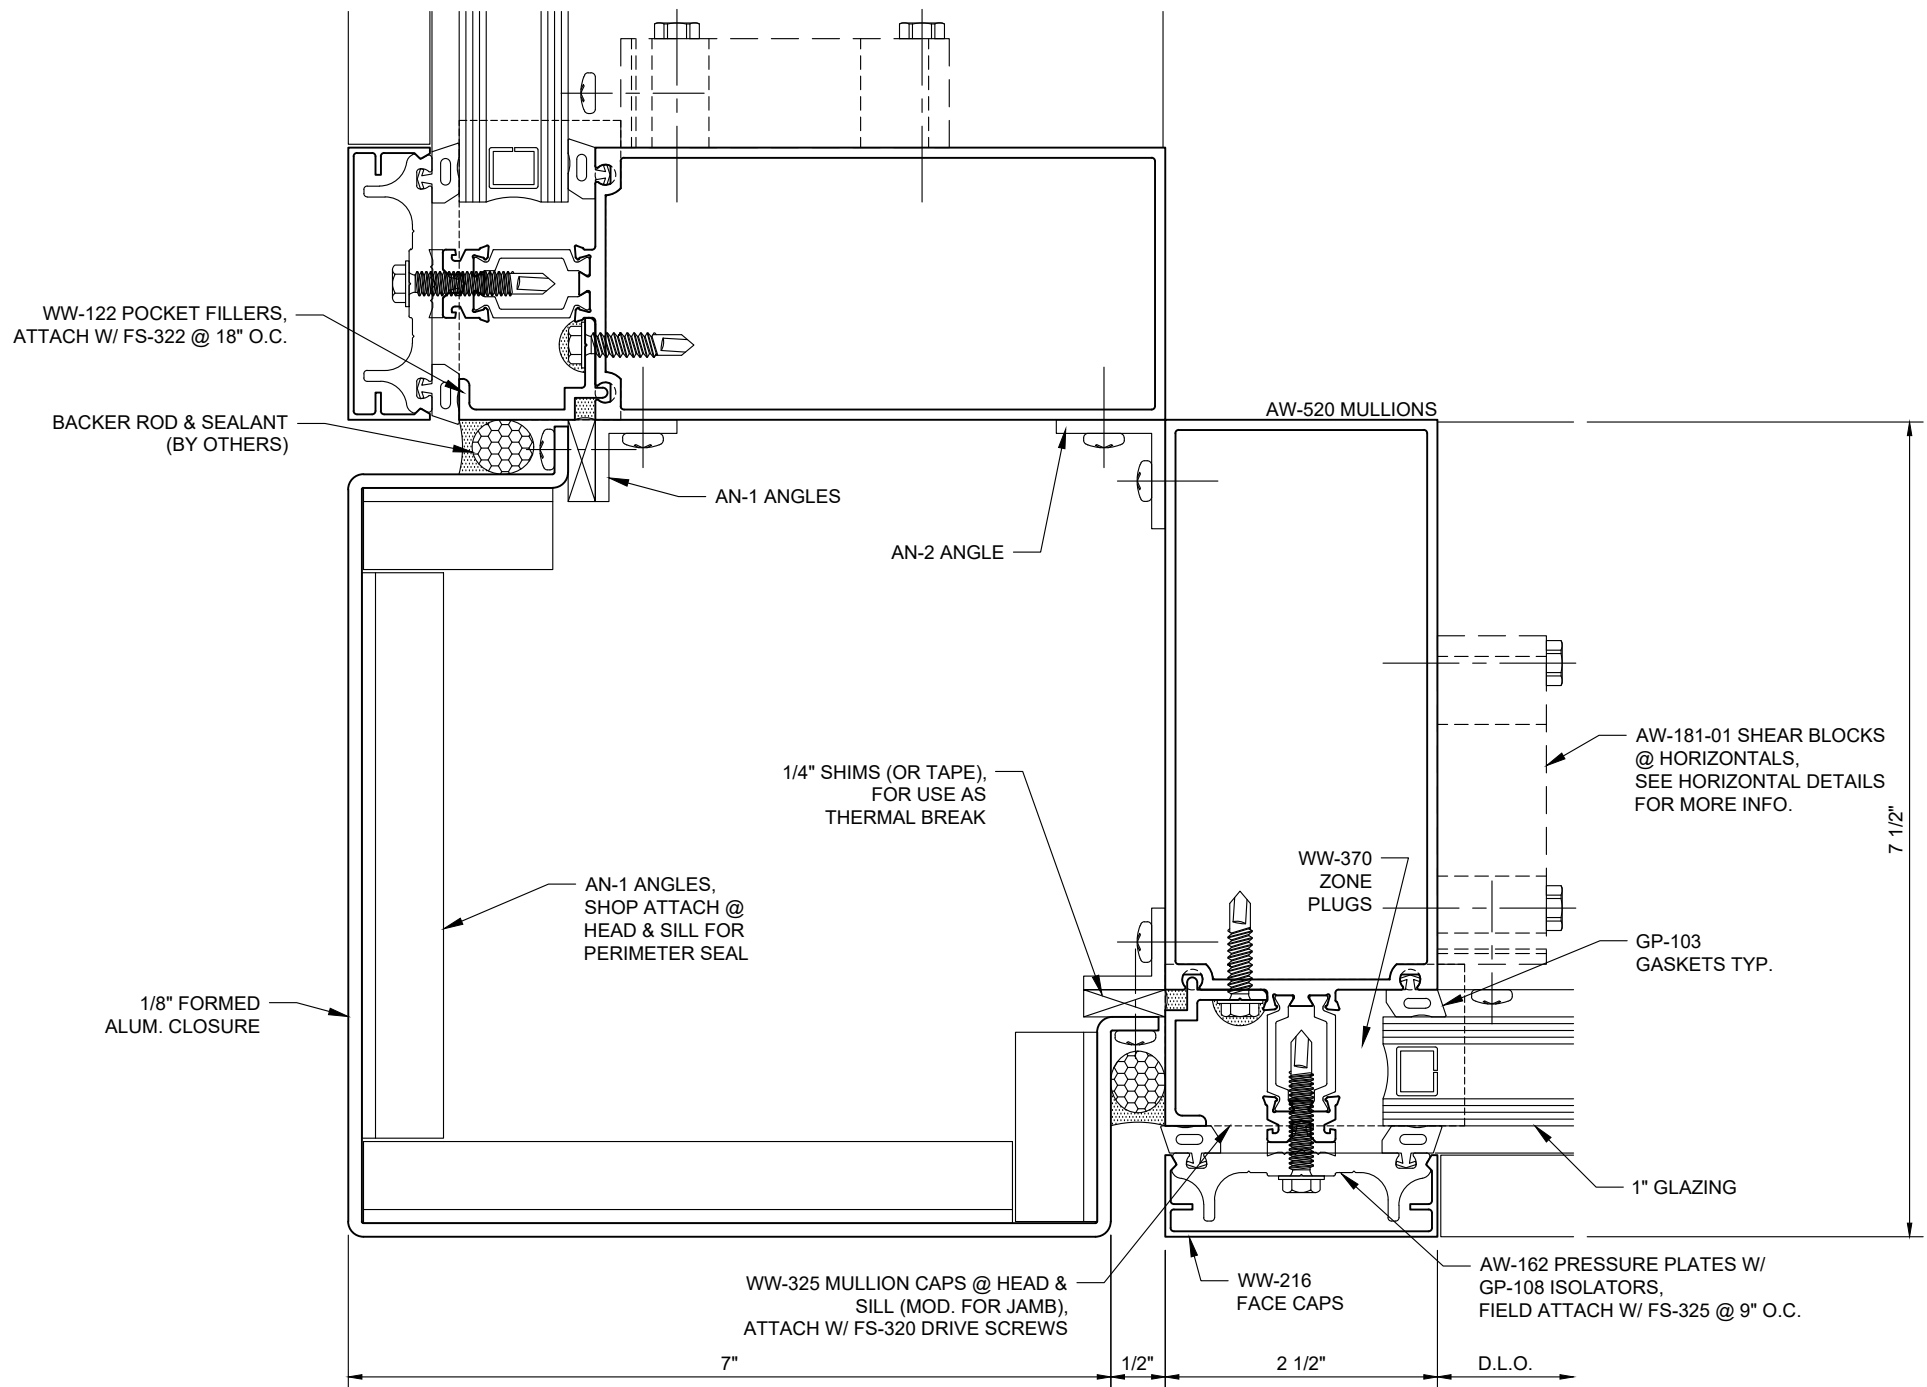 WW-122 POCKET FILLERS,
ATTACH W/ FS-322 @ 18" O.C.
BACKER ROD & SEALANT
(BY OTHERS)
AW-520 MULLIONS
AN-1 ANGLES
AN-2 ANGLE
AW-181-01 SHEAR BLOCKS
@ HORIZONTALS,
SEE HORIZONTAL DETAILS
FOR MORE INFO.
7 1/2"
1/4" SHIMS (OR TAPE),
FOR USE AS
THERMAL BREAK
WW-370
ZONE
PLUGS
AN-1 ANGLES,
SHOP ATTACH @
HEAD & SILL FOR
PERIMETER SEAL
GP-103
GASKETS TYP.
1/8" FORMED
ALUM. CLOSURE
1" GLAZING
WW-325 MULLION CAPS @ HEAD &
SILL (MOD. FOR JAMB),
ATTACH W/ FS-320 DRIVE SCREWS
WW-216
FACE CAPS
AW-162 PRESSURE PLATES W/
GP-108 ISOLATORS,
FIELD ATTACH W/ FS-325 @ 9" O.C.
7"
1/2"
2 1/2"
D.L.O.